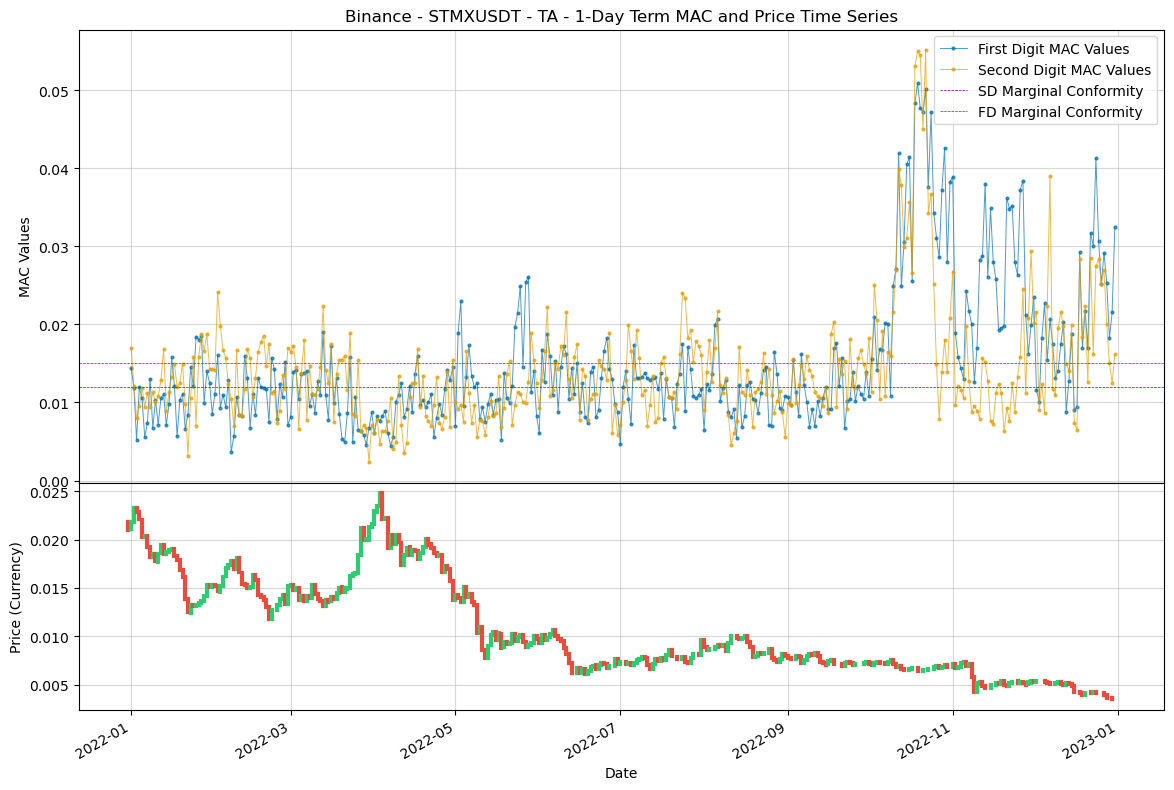 Binance - STMXUSDT - TA - 1-Day Term MAC and Price Time Series
First Digit MAC Values
Second Digit MAC Values
SD Marginal Conformity
FD Marginal Conformity
MAC Values
0.05
0.04
0.03
0.02
0.01
0.00
Price (Currency)
0.025
0.020
0.015
0.010
0.005
2022-01
2022-03
2022-05
2022-07
2022-09
2022-11
2023-01
Date